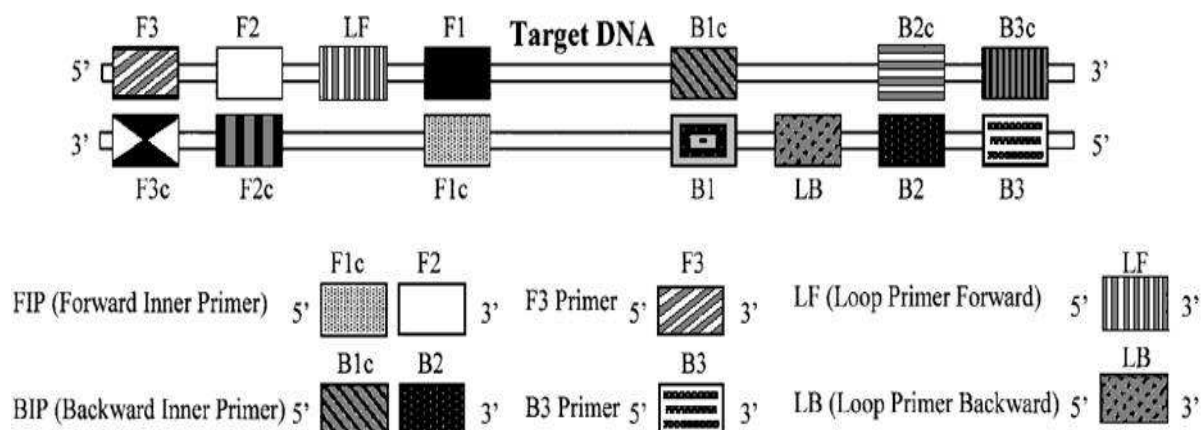 F3 F2 LF F1 Target DNA B1c B2c B3c
5’ 3’
3’ 5’
F3c F2c F1c B1 LB B2 B3
F1c F2 F3 LF
FIP (Forward Inner Primer) 5’ 3’ F3 Primer 5’ 3’ LF (Loop Primer Forward) 5’ 3’
B1c B2 B3 LB
BIP (Backward Inner Primer) 5’ 3’ B3 Primer 5’ 3’ LB (Loop Primer Backward) 5’ 3’